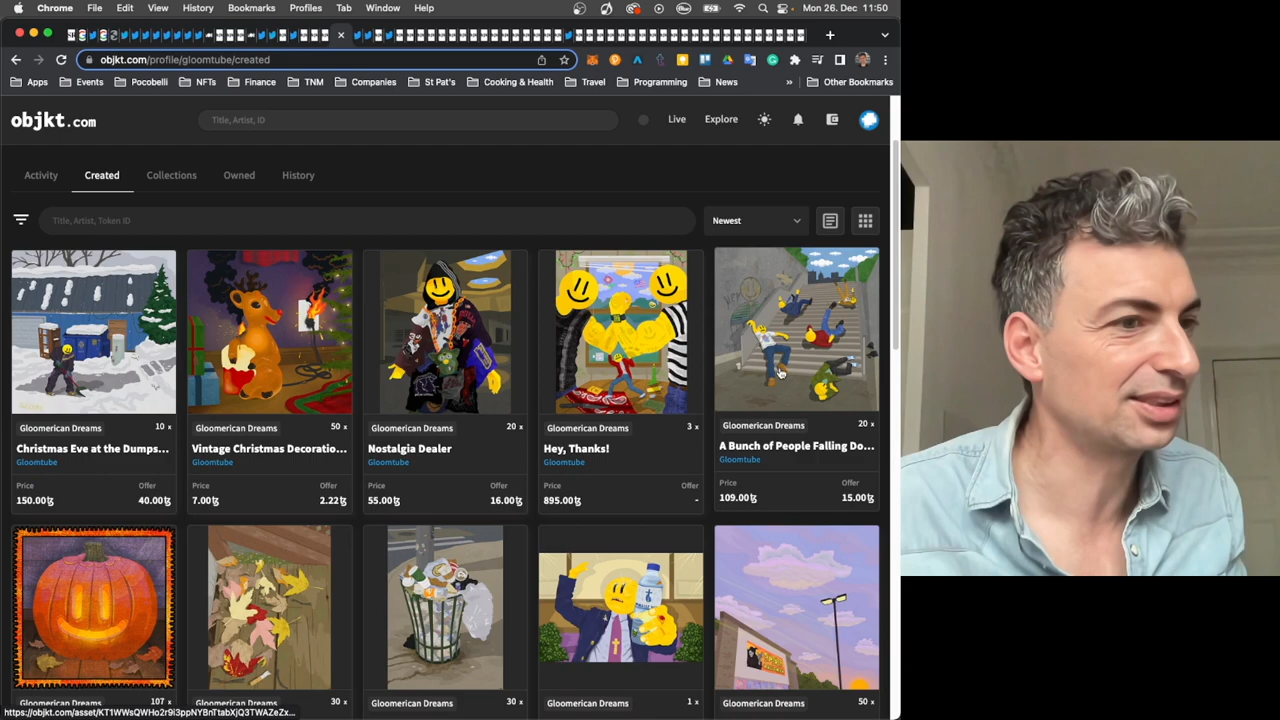 Chrome File Edit View History Bookmarks Profiles Tab Window Help Mon 26. Dec 11:50
objkt.com/profile/gloomtube/created
Apps Events Pocobelli NFTs Finance TNM Companies St Pat's Cooking & Health Travel Programming News » Other Bookmarks
objkt.com Title, Artist, ID Live Explore
Activity Created Collections Owned History
Title, Artist, Token ID Newest
Gloomerican Dreams 10 x
Christmas Eve at the Dumps...
Gloomtube
Price Offer
150.00ꜩ 40.00ꜩ
Gloomerican Dreams 50 x
Vintage Christmas Decoratio...
Gloomtube
Price Offer
7.00ꜩ 2.22ꜩ
Gloomerican Dreams 20 x
Nostalgia Dealer
Gloomtube
Price Offer
55.00ꜩ 16.00ꜩ
Gloomerican Dreams 3 x
Hey, Thanks!
Gloomtube
Price Offer
895.00ꜩ -
Gloomerican Dreams 20 x
A Bunch of People Falling Do...
Gloomtube
Price Offer
109.00ꜩ 15.00ꜩ
Gloomerican Dreams 107 x
Gloomerican Dreams 30 x
Gloomerican Dreams 30 x
Gloomerican Dreams 1 x
Gloomerican Dreams 50 x